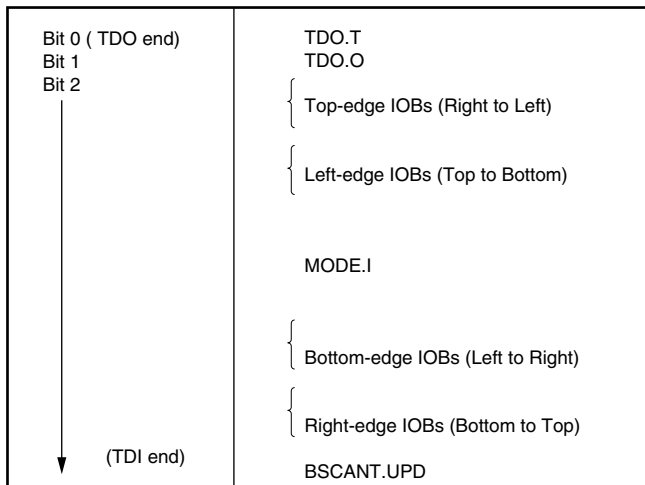 Bit 0 ( TDO end)
Bit 1
Bit 2
(TDI end)
TDO.T
TDO.O
Top-edge IOBs (Right to Left)
Left-edge IOBs (Top to Bottom)
MODE.I
Bottom-edge IOBs (Left to Right)
Right-edge IOBs (Bottom to Top)
BSCANT.UPD